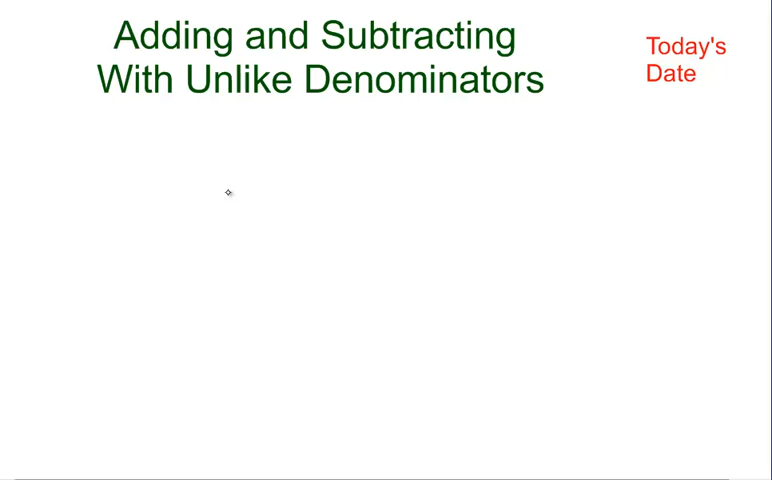 Adding and Subtracting
With Unlike Denominators
Today's
Date